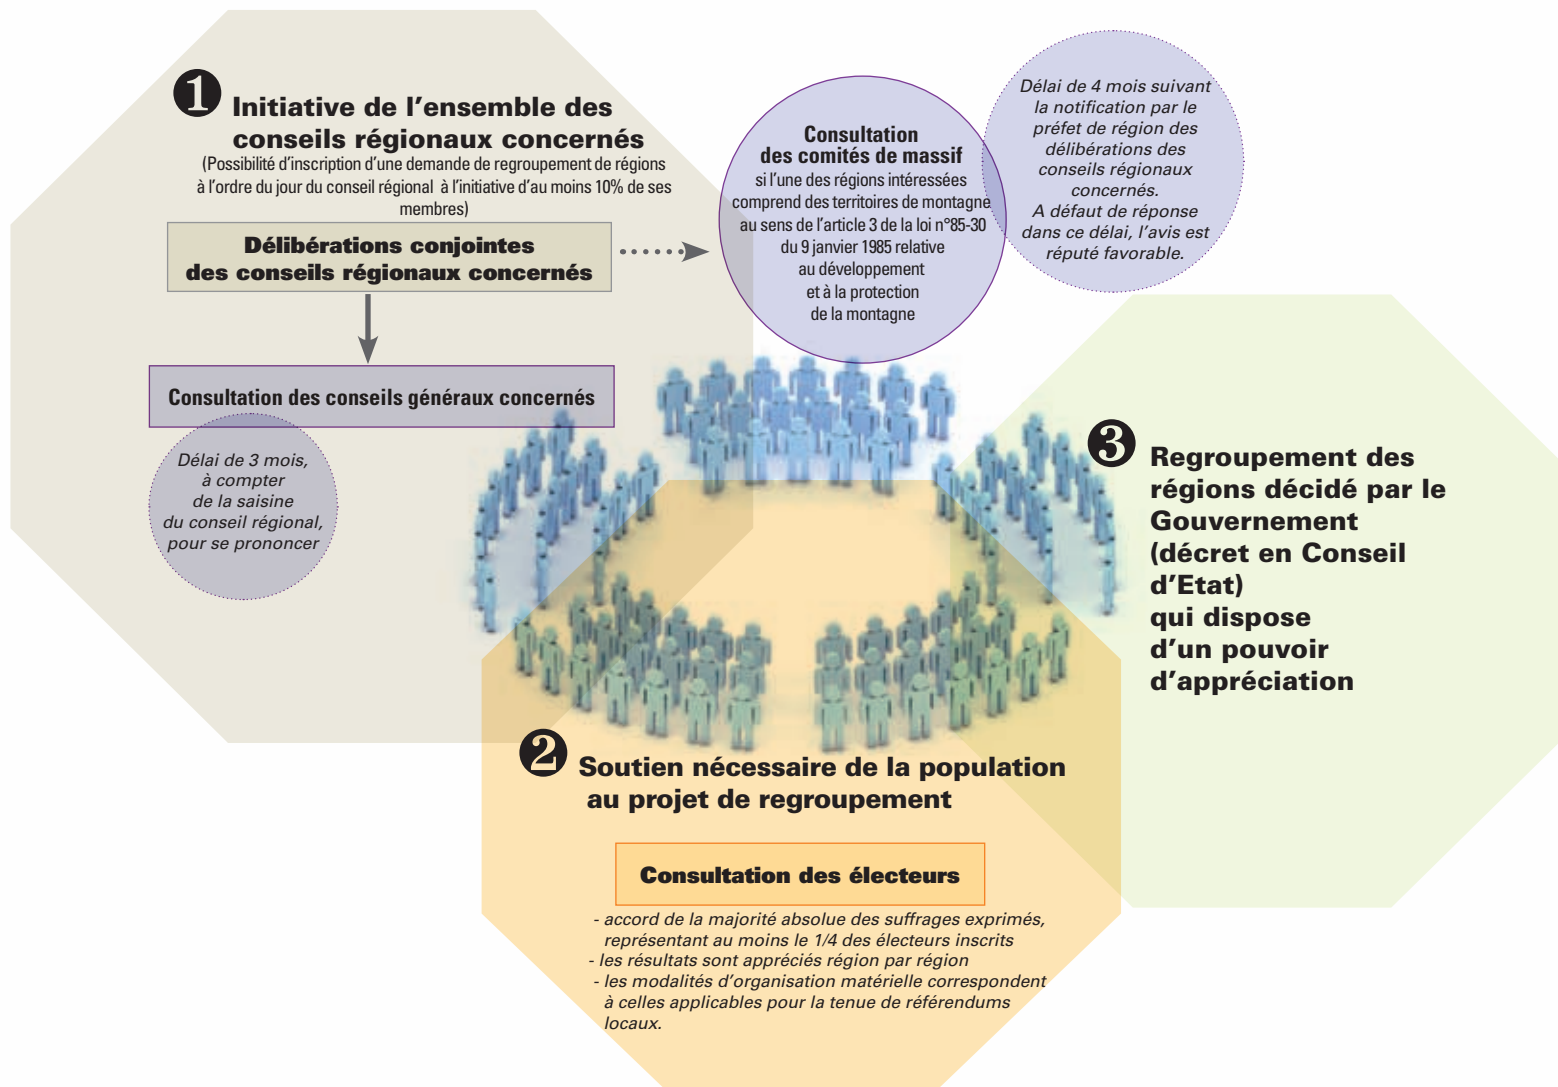 1
Initiative de l’ensemble des
conseils régionaux concernés
(Possibilité d’inscription d’une demande de regroupement de régions
à l’ordre du jour du conseil régional à l’initiative d’au moins 10% de ses
membres)
Délibérations conjointes
des conseils régionaux concernés
Consultation des conseils généraux concernés
Délai de 3 mois,
à compter
de la saisine
du conseil régional,
pour se prononcer
Consultation
des comités de massif
si l’une des régions intéressées
comprend des territoires de montagne
au sens de l’article 3 de la loi n°85-30
du 9 janvier 1985 relative
au développement
et à la protection
de la montagne
Délai de 4 mois suivant
la notification par le
préfet de région des
délibérations des
conseils régionaux
concernés.
A défaut de réponse
dans ce délai, l’avis est
réputé favorable.
2
Soutien nécessaire de la population
au projet de regroupement
Consultation des électeurs
- accord de la majorité absolue des suffrages exprimés,
représentant au moins le 1/4 des électeurs inscrits
- les résultats sont appréciés région par région
- les modalités d’organisation matérielle correspondent
à celles applicables pour la tenue de référendums
locaux.
3
Regroupement des
régions décidé par le
Gouvernement
(décret en Conseil
d’Etat)
qui dispose
d’un pouvoir
d’appréciation